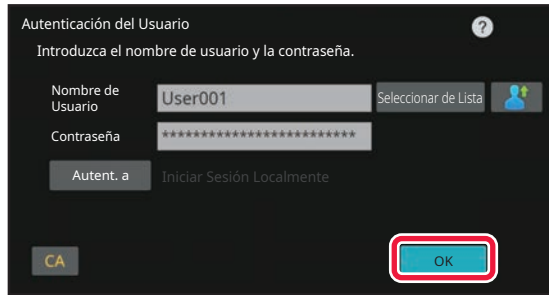 Autenticación del Usuario
?
Introduzca el nombre de usuario y la contraseña.
Nombre de
Usuario
User001
Seleccionar de Lista
Contraseña
**************************
Autent. a
Iniciar Sesión Localmente
CA
OK